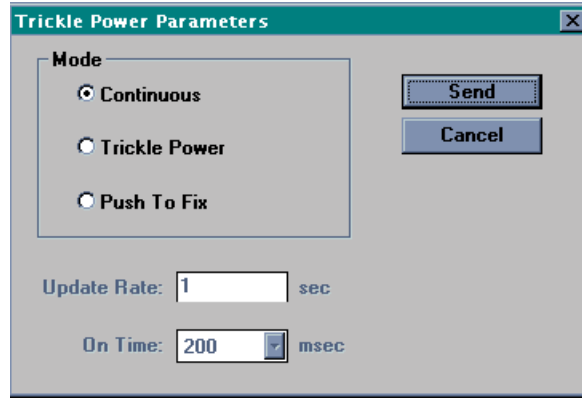 Trickle Power Parameters
Mode
Continuous
Trickle Power
Push To Fix
Send
Cancel
Update Rate: 1 sec
On Time: 200 msec